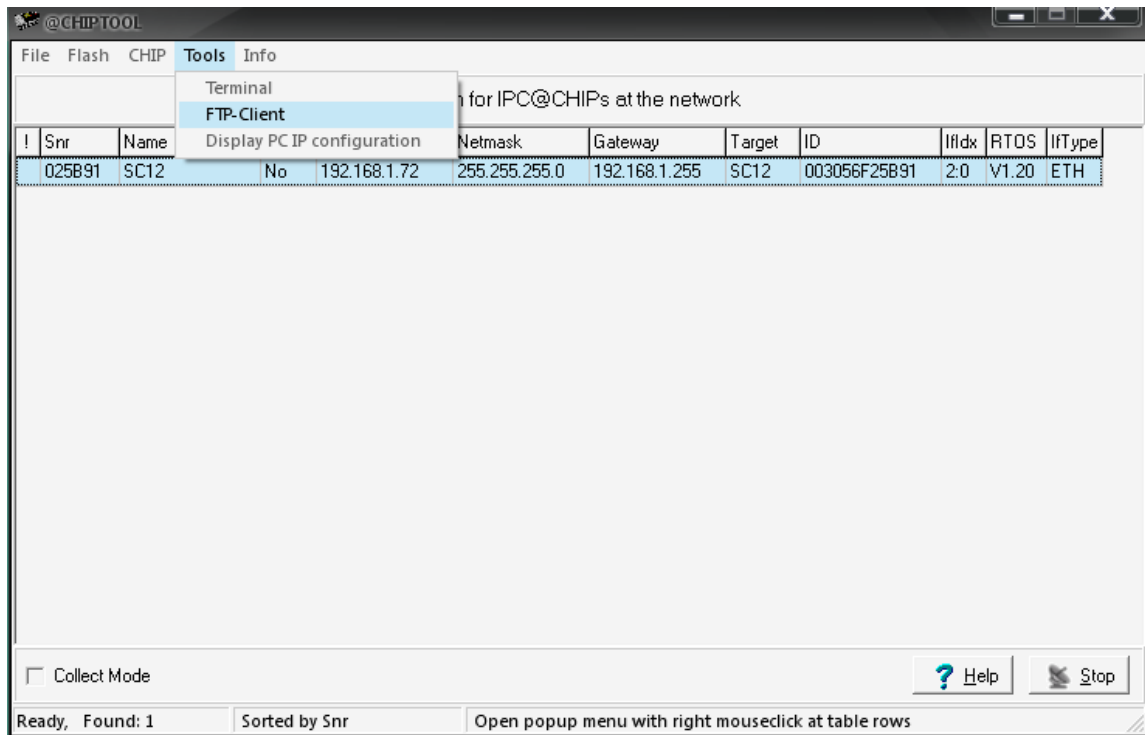 @CHIPTOOL
File Flash CHIP Tools Info
Terminal
FTP-Client
Display PC IP configuration
for IPC@CHIPs at the network
! Snr Name Netmask Gateway Target ID IfIdx RTOS IfType
025B91 SC12 No 192.168.1.72 255.255.255.0 192.168.1.255 SC12 003056F25B91 2:0 V1.20 ETH
Collect Mode
? Help
Stop
Ready, Found: 1 Sorted by Snr Open popup menu with right mouseclick at table rows